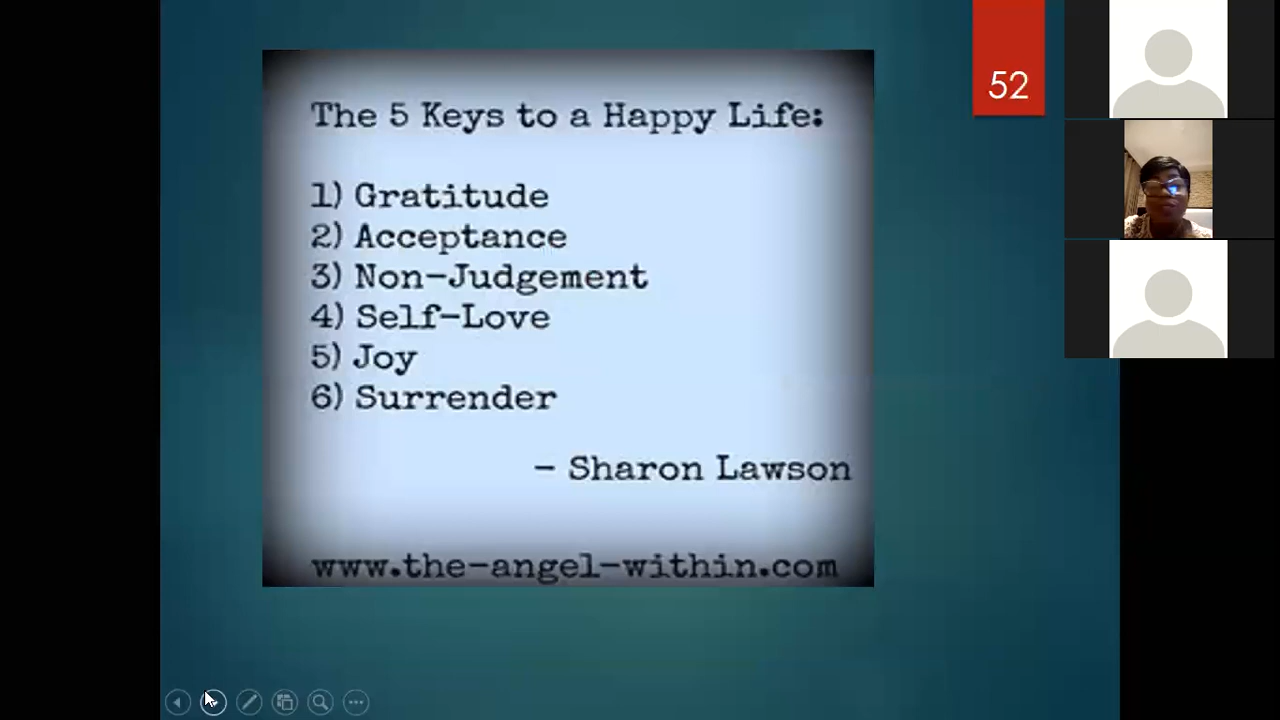 The 5 Keys to a Happy Life:
1) Gratitude
2) Acceptance
3) Non-Judgement
4) Self-Love
5) Joy
6) Surrender
- Sharon Lawson
www.the-angel-within.com
52